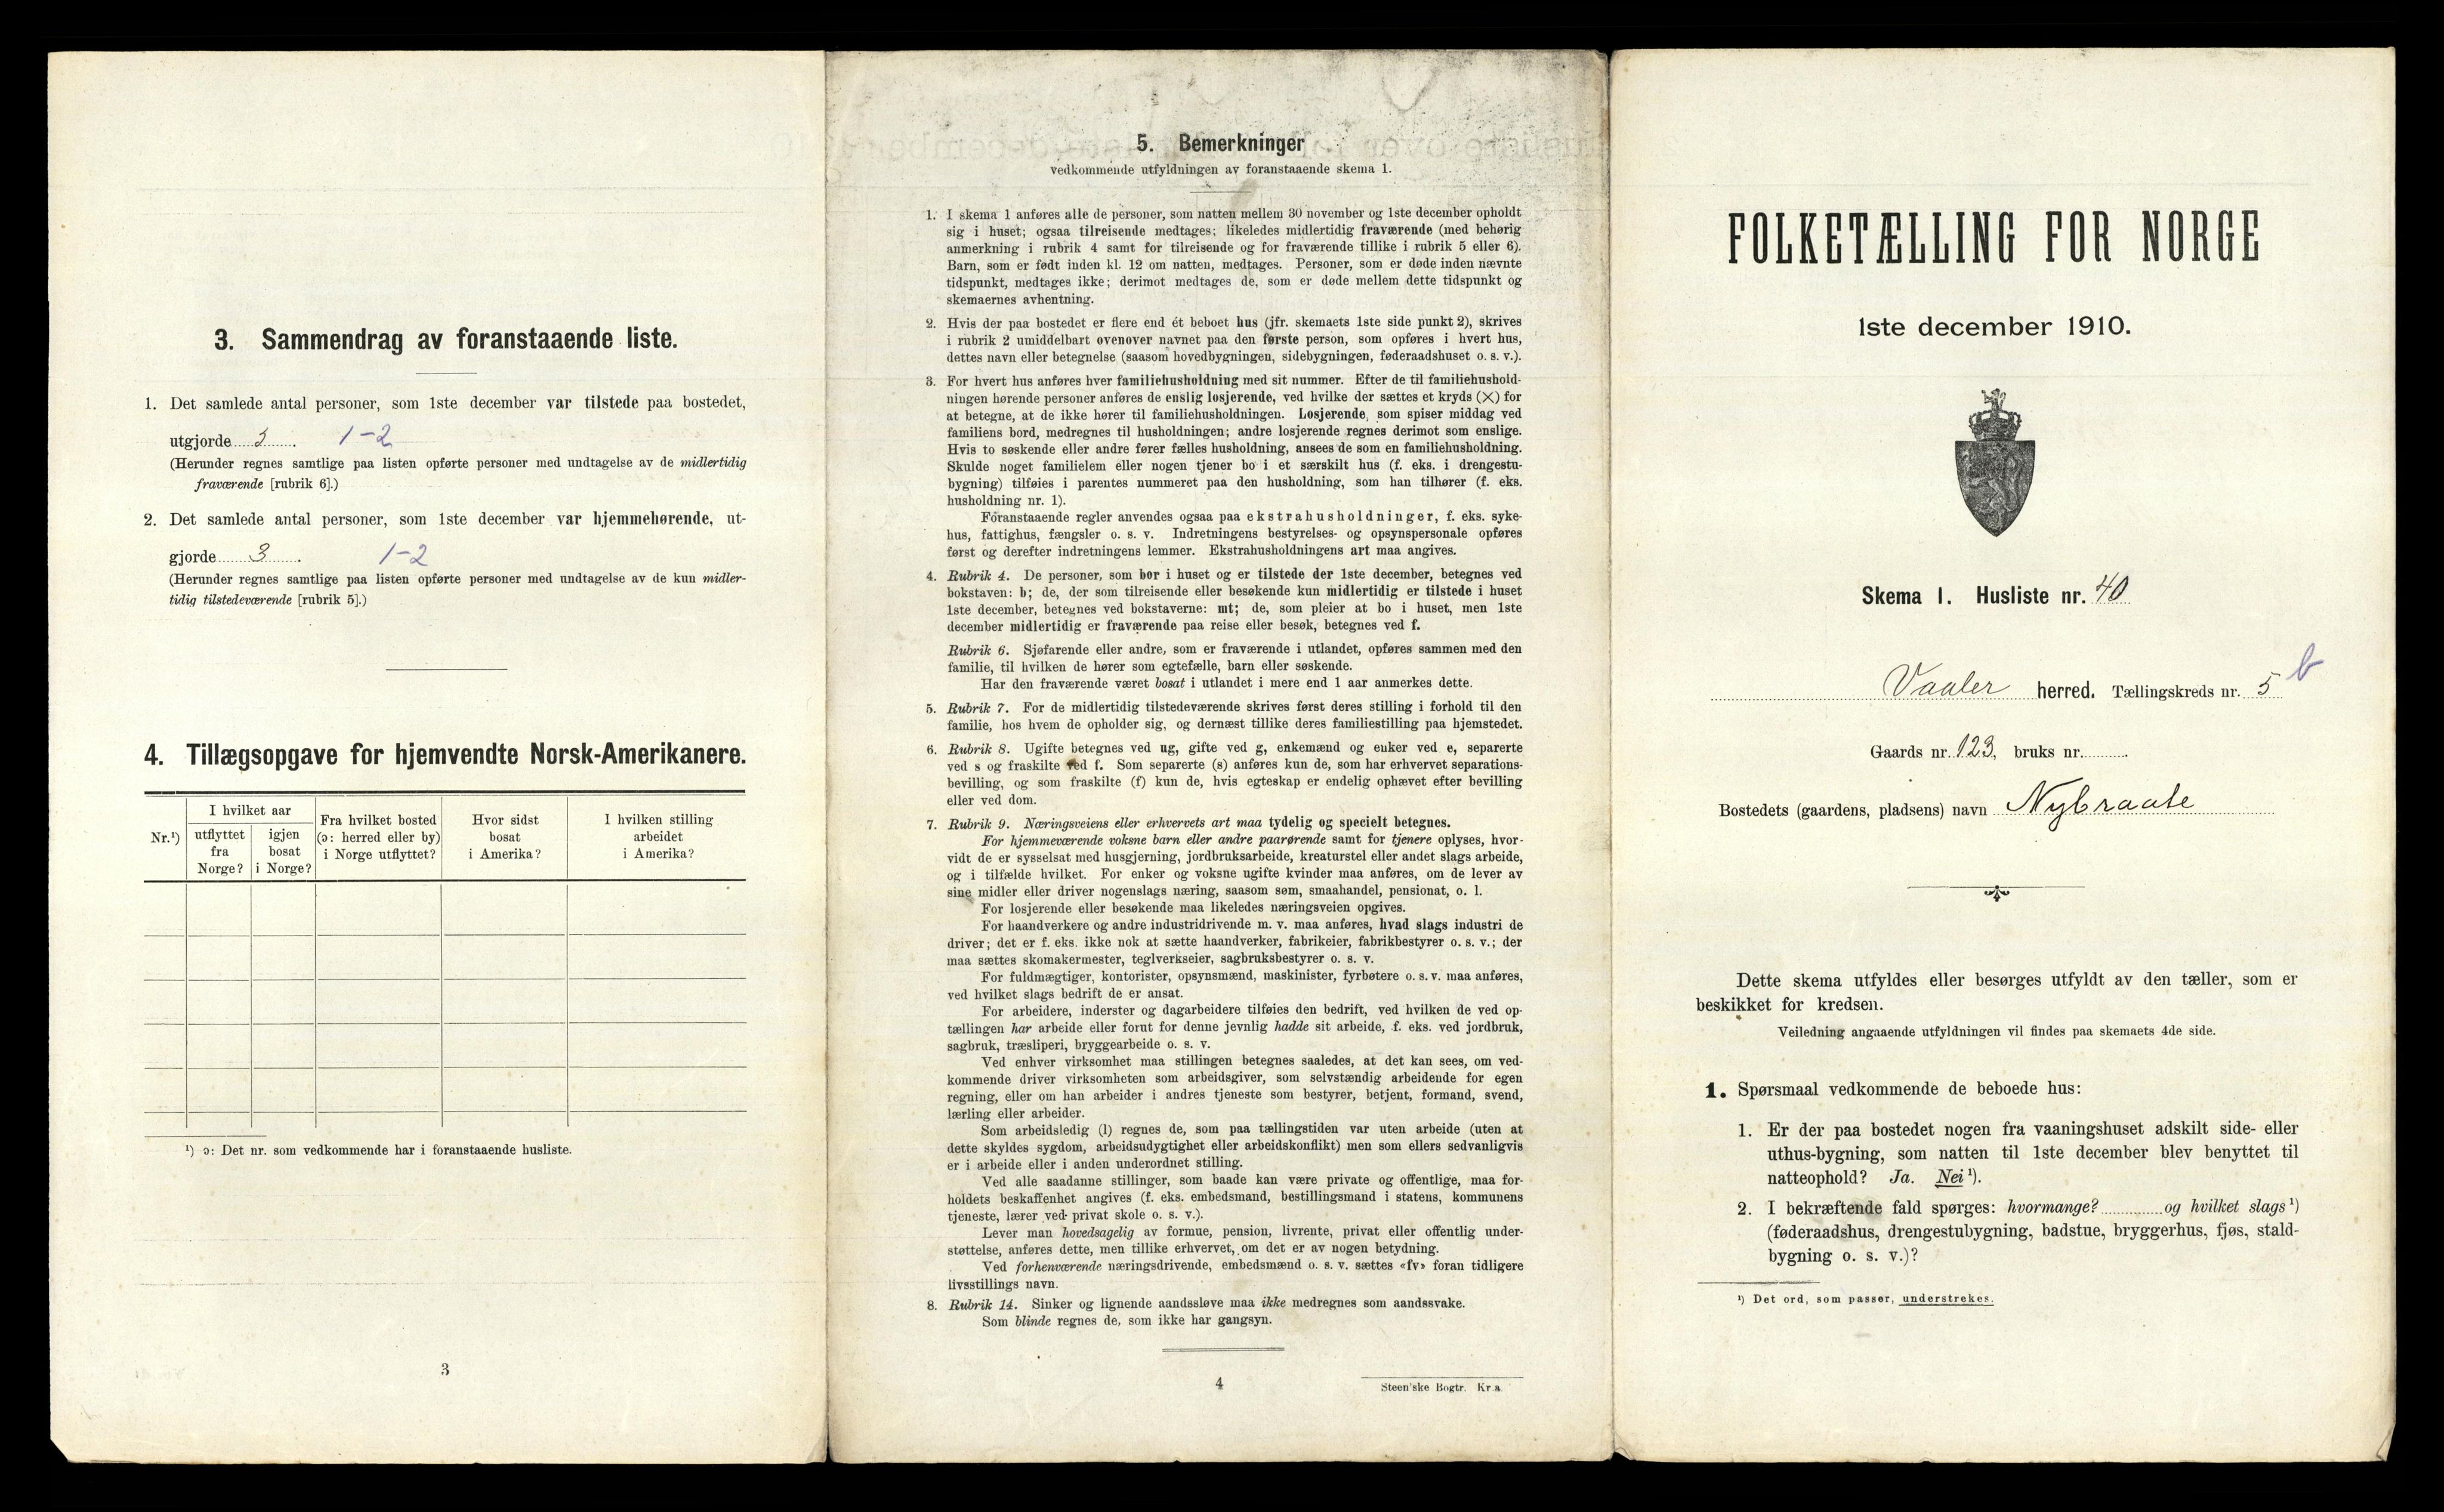 3. Sammendrag av foranstaaende liste.
1. Det samlede antal personer, som 1ste december var tilstede paa bostedet,
utgjorde 3. 1-2
(Herunder regnes samtlige paa listen opførte personer med undtagelse av de midlertidig
fraværende [rubrik 6].)
2. Det samlede antal personer, som 1ste december var hjemmehørende, ut-
gjorde 3. 1-2
(Herunder regnes samtlige paa listen opførte personer med undtagelse av de kun midler-
tidig tilstedeværende [rubrik 5].)
4. Tillægsopgave for hjemvendte Norsk-Amerikanere.
Nr.¹)
I hvilket aar
utflyttet
fra
Norge?
igjen
bosat
i Norge?
Fra hvilket bosted
(ɔ: herred eller by)
i Norge utflyttet?
Hvor sidst
bosat
i Amerika?
I hvilken stilling
arbeidet
i Amerika?
¹) ɔ: Det nr. som vedkommende har i foranstaaende husliste.
3
5. Bemerkninger
vedkommende utfyldningen av foranstaaende skema 1.
1. I skema 1 anføres alle de personer, som natten mellem 30 november og 1ste december opholdt
sig i huset; ogsaa tilreisende medtages; likeledes midlertidig fraværende (med behørig
anmerkning i rubrik 4 samt for tilreisende og for fraværende tillike i rubrik 5 eller 6).
Barn, som er født inden kl. 12 om natten, medtages. Personer, som er døde inden nævnte
tidspunkt, medtages ikke; derimot medtages de, som er døde mellem dette tidspunkt og
skemaernes avhentning.
2. Hvis der paa bostedet er flere end ét beboet hus (jfr. skemaets 1ste side punkt 2), skrives
i rubrik 2 umiddelbart ovenover navnet paa den første person, som opføres i hvert hus,
dettes navn eller betegnelse (saasom hovedbygningen, sidebygningen, føderaadshuset o. s. v.).
3. For hvert hus anføres hver familiehusholdning med sit nummer. Efter de til familiehushold-
ningen hørende personer anføres de enslig losjerende, ved hvilke der sættes et kryds (×) for
at betegne, at de ikke hører til familiehusholdningen. Losjerende, som spiser middag ved
familiens bord, medregnes til husholdningen; andre losjerende regnes derimot som enslige.
Hvis to søskende eller andre fører fælles husholdning, ansees de som en familiehusholdning.
Skulde noget familielem eller nogen tjener bo i et særskilt hus (f. eks. i drengestu-
bygning) tilføies i parentes nummeret paa den husholdning, som han tilhører (f. eks.
husholdning nr. 1).
Foranstaaende regler anvendes ogsaa paa ekstrahusholdninger, f. eks. syke-
hus, fattighus, fængsler o. s. v. Indretningens bestyrelses- og opsynspersonale opføres
først og derefter indretningens lemmer. Ekstrahusholdningens art maa angives.
4. Rubrik 4. De personer, som bor i huset og er tilstede der 1ste december, betegnes ved
bokstaven: b; de, der som tilreisende eller besøkende kun midlertidig er tilstede i huset
1ste december, betegnes ved bokstaverne: mt; de, som pleier at bo i huset, men 1ste
december midlertidig er fraværende paa reise eller besøk, betegnes ved f.
Rubrik 6. Sjøfarende eller andre, som er fraværende i utlandet, opføres sammen med den
familie, til hvilken de hører som egtefælle, barn eller søskende.
Har den fraværende været bosat i utlandet i mere end 1 aar anmerkes dette.
5. Rubrik 7. For de midlertidig tilstedeværende skrives først deres stilling i forhold til den
familie, hos hvem de opholder sig, og dernæst tillike deres familiestilling paa hjemstedet.
6. Rubrik 8. Ugifte betegnes ved ug, gifte ved g, enkemænd og enker ved e, separerte
ved s og fraskilte ved f. Som separerte (s) anføres kun de, som har erhvervet separations-
bevilling, og som fraskilte (f) kun de, hvis egteskap er endelig ophævet efter bevilling
eller ved dom.
7. Rubrik 9. Næringsveiens eller erhvervets art maa tydelig og specielt betegnes.
For hjemmeværende voksne barn eller andre paarørende samt for tjenere oplyses, hvor-
vidt de er sysselsat med husgjerning, jordbruksarbeide, kreaturstel eller andet slags arbeide,
og i tilfælde hvilket. For enker og voksne ugifte kvinder maa anføres, om de lever av
sine midler eller driver nogenslags næring, saasom søm, smaahandel, pensionat, o. l.
For losjerende eller besøkende maa likeledes næringsveien opgives.
For haandverkere og andre industridrivende m. v. maa anføres, hvad slags industri de
driver; det er f. eks. ikke nok at sætte haandverker, fabrikeier, fabrikbestyrer o. s. v.; der
maa sættes skomakermester, teglverkseier, sagbruksbestyrer o. s. v.
For fuldmægtiger, kontorister, opsynsmænd, maskinister, fyrbøtere o. s. v. maa anføres,
ved hvilket slags bedrift de er ansat.
For arbeidere, inderster og dagarbeidere tilføies den bedrift, ved hvilken de ved op-
tællingen har arbeide eller forut for denne jevnlig hadde sit arbeide, f. eks. ved jordbruk,
sagbruk, træsliperi, bryggearbeide o. s. v.
Ved enhver virksomhet maa stillingen betegnes saaledes, at det kan sees, om ved-
kommende driver virksomheten som arbeidsgiver, som selvstændig arbeidende for egen
regning, eller om han arbeider i andres tjeneste som bestyrer, betjent, formand, svend,
lærling eller arbeider.
Som arbeidsledig (l) regnes de, som paa tællingstiden var uten arbeide (uten at
dette skyldes sygdom, arbeidsudygtighet eller arbeidskonflikt) men som ellers sedvanligvis
er i arbeide eller i anden underordnet stilling.
Ved alle saadanne stillinger, som baade kan være private og offentlige, maa for-
holdets beskaffenhet angives (f. eks. embedsmand, bestillingsmand i statens, kommunens
tjeneste, lærer ved privat skole o. s. v.).
Lever man hovedsagelig av formue, pension, livrente, privat eller offentlig under-
støttelse, anføres dette, men tillike erhvervet, om det er av nogen betydning.
Ved forhenværende næringsdrivende, embedsmænd o. s. v. sættes «fv» foran tidligere
livsstillings navn.
8. Rubrik 14. Sinker og lignende aandssløve maa ikke medregnes som aandssvake.
Som blinde regnes de, som ikke har gangsyn.
4
Steen'ske Bogtr. Kr.a
FOLKETÆLLING FOR NORGE
1ste december 1910.
Skema 1. Husliste nr. 40
Vaaler herred. Tællingskreds nr. 5 b
Gaards nr. 123, bruks nr.
Bostedets (gaardens, pladsens) navn Nybraate
Dette skema utfyldes eller besørges utfyldt av den tæller, som er
beskikket for kredsen.
Veiledning angaaende utfyldningen vil findes paa skemaets 4de side.
1. Spørsmaal vedkommende de beboede hus:
1. Er der paa bostedet nogen fra vaaningshuset adskilt side- eller
uthus-bygning, som natten til 1ste december blev benyttet til
natteophold? Ja. Nei ¹).
2. I bekræftende fald spørges: hvormange? og hvilket slags ¹)
(føderaadshus, drengestubygning, badstue, bryggerhus, fjøs, stald-
bygning o. s. v.)?
¹) Det ord, som passer, understrekes.